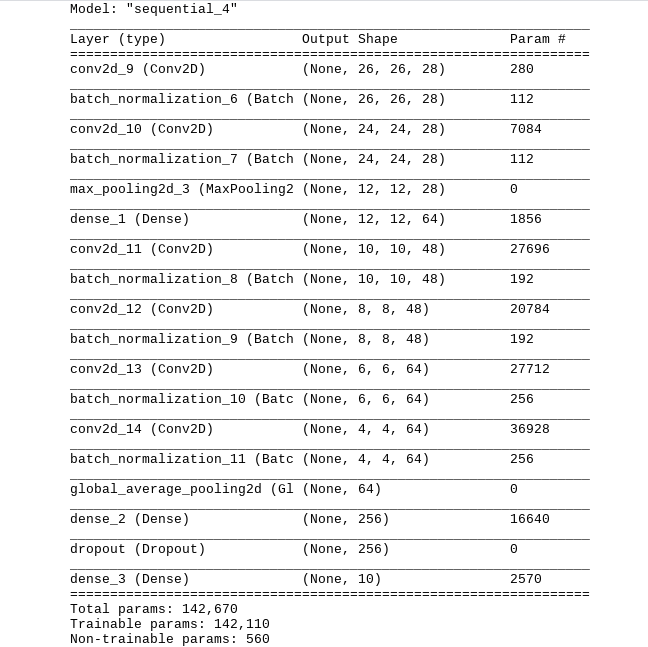 Model: "sequential_4"
Layer (type) Output Shape Param #
conv2d_9 (Conv2D) (None, 26, 26, 28) 280
batch_normalization_6 (Batch (None, 26, 26, 28) 112
conv2d_10 (Conv2D) (None, 24, 24, 28) 7084
batch_normalization_7 (Batch (None, 24, 24, 28) 112
max_pooling2d_3 (MaxPooling2 (None, 12, 12, 28) 0
dense_1 (Dense) (None, 12, 12, 64) 1856
conv2d_11 (Conv2D) (None, 10, 10, 48) 27696
batch_normalization_8 (Batch (None, 10, 10, 48) 192
conv2d_12 (Conv2D) (None, 8, 8, 48) 20784
batch_normalization_9 (Batch (None, 8, 8, 48) 192
conv2d_13 (Conv2D) (None, 6, 6, 64) 27712
batch_normalization_10 (Batc (None, 6, 6, 64) 256
conv2d_14 (Conv2D) (None, 4, 4, 64) 36928
batch_normalization_11 (Batc (None, 4, 4, 64) 256
global_average_pooling2d (Gl (None, 64) 0
dense_2 (Dense) (None, 256) 16640
dropout (Dropout) (None, 256) 0
dense_3 (Dense) (None, 10) 2570
Total params: 142,670
Trainable params: 142,110
Non-trainable params: 560